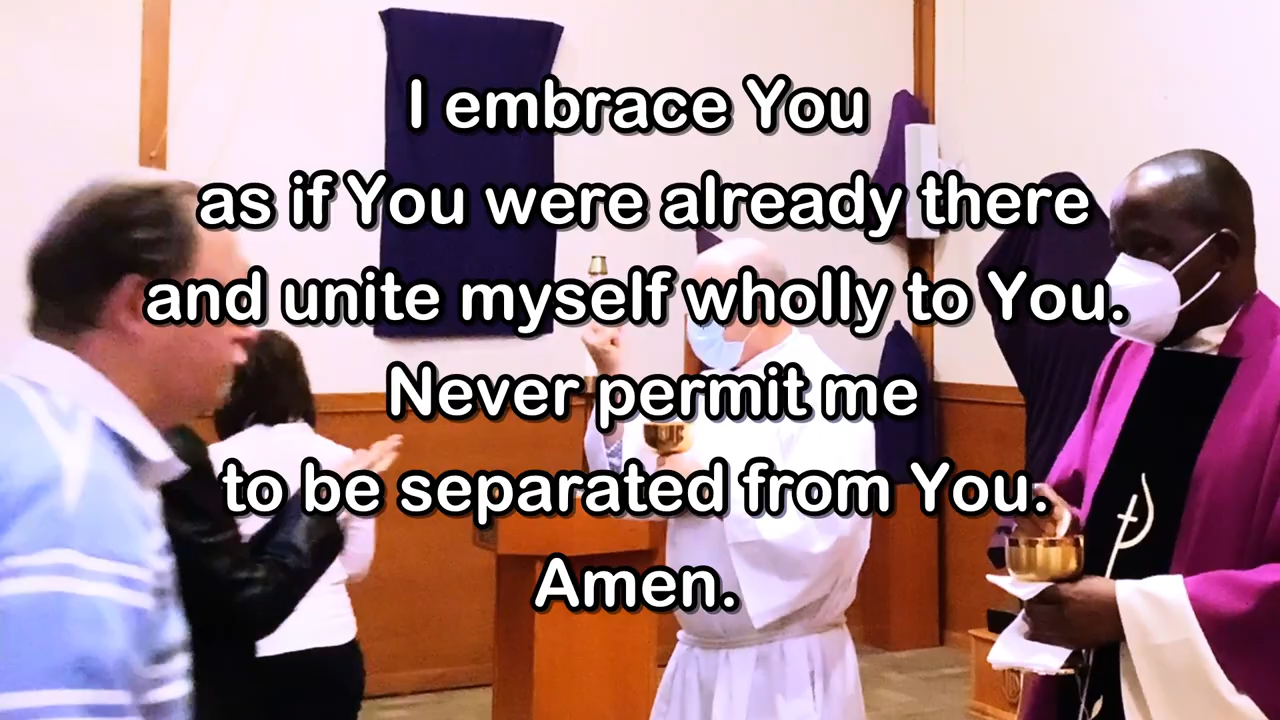 I embrace You
as if You were already there
and unite myself wholly to You.
Never permit me
to be separated from You.
Amen.